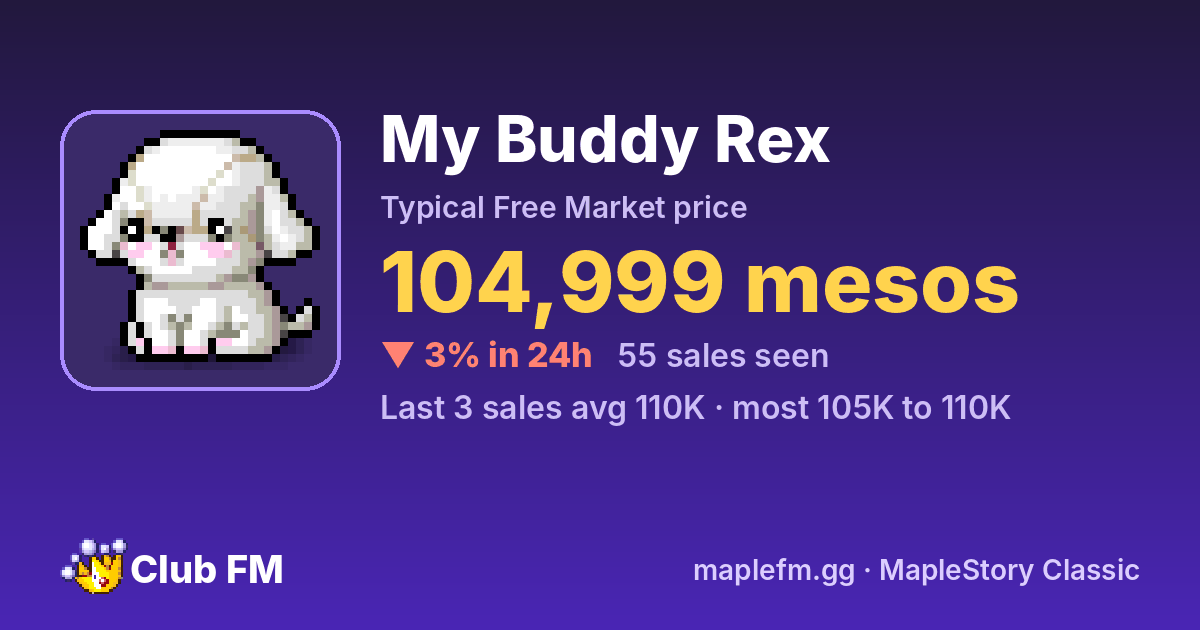 My Buddy Rex
Typical Free Market price
104,999 mesos
▼ 3% in 24h 55 sales seen
Last 3 sales avg 110K · most 105K to 110K
Club FM
maplefm.gg · MapleStory Classic